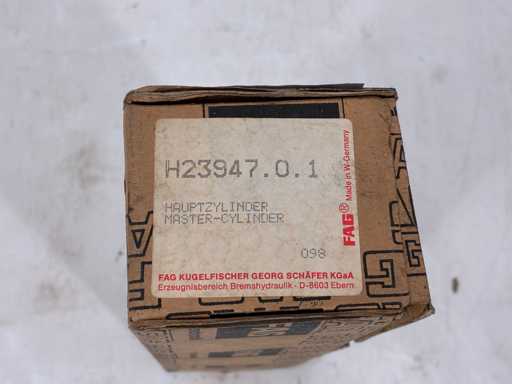 H23947.0.1
HAUPTZYLINDER
MASTER-CYLINDER
098
FAG® Made in W-Germany
FAG KUGELFISCHER GEORG SCHÄFER KGaA
Erzeugnisbereich Bremshydraulik - D-8603 Ebern